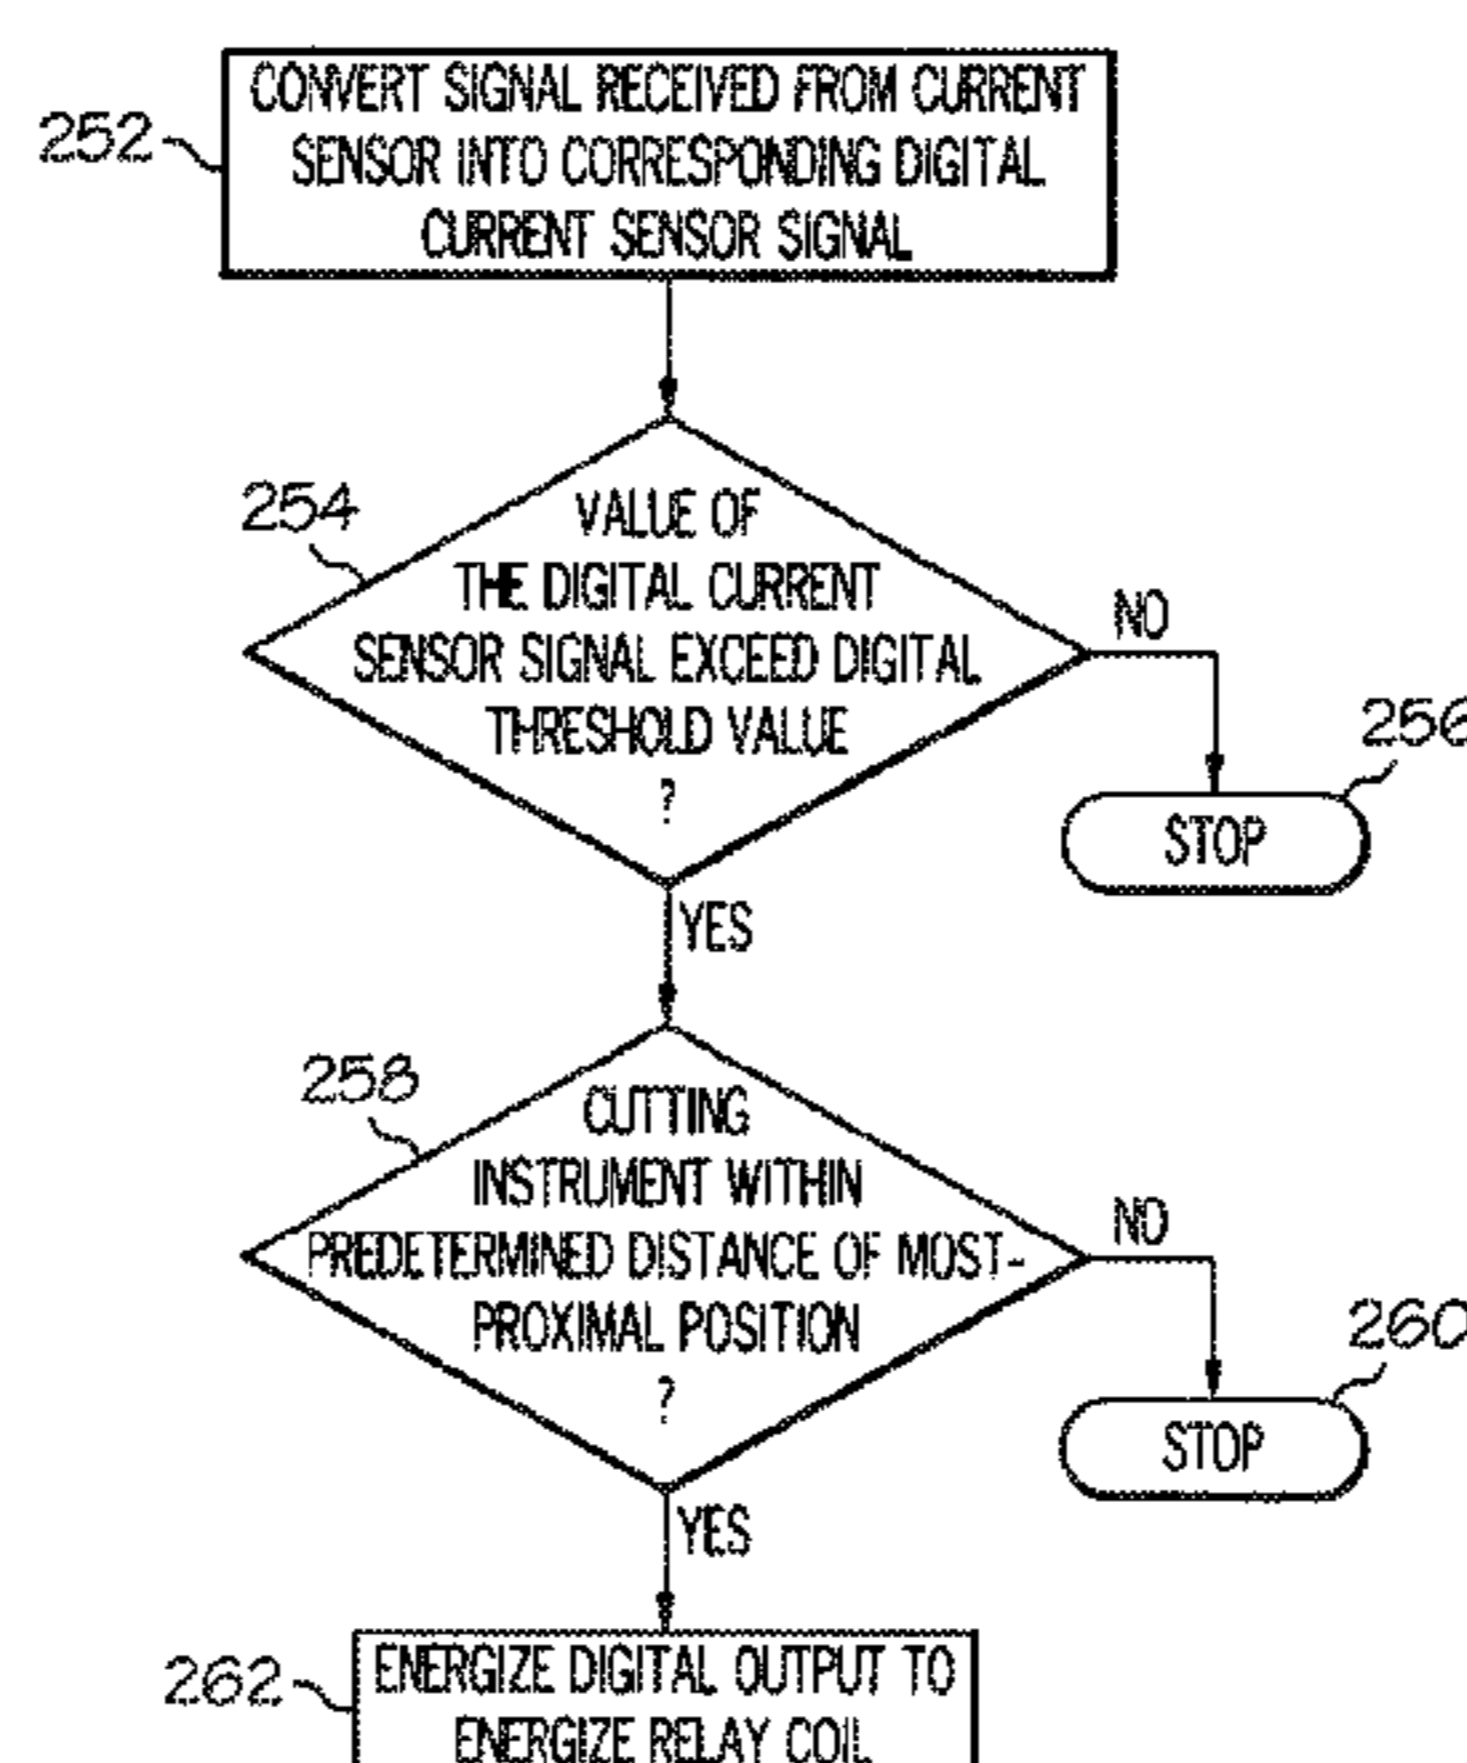 252
CONVERT SIGNAL RECEIVED FROM CURRENT
SENSOR INTO CORRESPONDING DIGITAL
CURRENT SENSOR SIGNAL
254
VALUE OF
THE DIGITAL CURRENT
SENSOR SIGNAL EXCEED DIGITAL
THRESHOLD VALUE
?
NO
256
STOP
YES
258
CUTTING
INSTRUMENT WITHIN
PREDETERMINED DISTANCE OF MOST-
PROXIMAL POSITION
?
NO
260
STOP
YES
262
ENERGIZE DIGITAL OUTPUT TO
ENERGIZE RELAY COIL